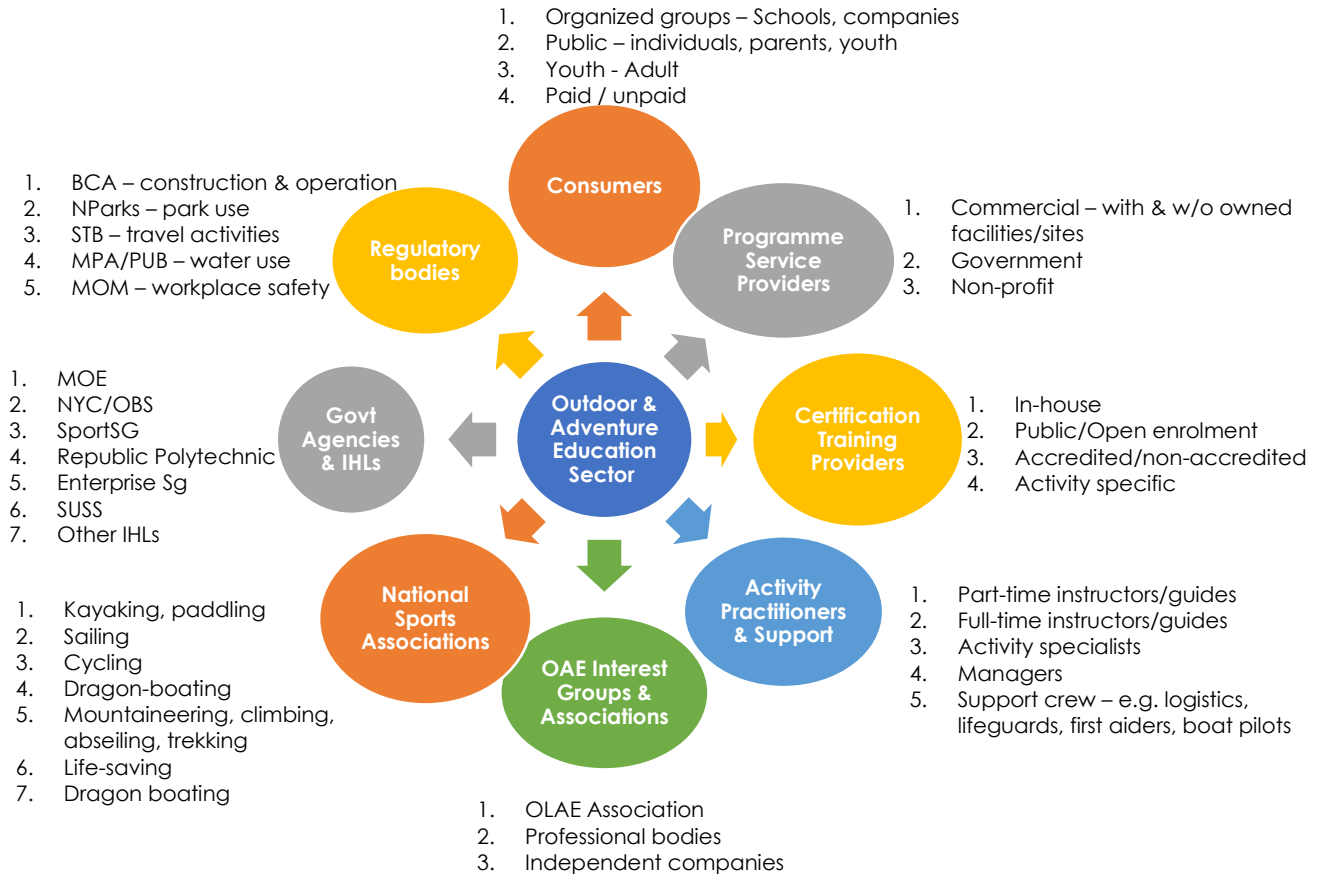 1. Organized groups – Schools, companies
2. Public – individuals, parents, youth
3. Youth - Adult
4. Paid / unpaid
Consumers
1. BCA – construction & operation
2. NParks – park use
3. STB – travel activities
4. MPA/PUB – water use
5. MOM – workplace safety
Regulatory
bodies
Programme
Service
Providers
1. Commercial – with & w/o owned
facilities/sites
2. Government
3. Non-profit
1. MOE
2. NYC/OBS
3. SportSG
4. Republic Polytechnic
5. Enterprise Sg
6. SUSS
7. Other IHLs
Govt
Agencies
& IHLs
Outdoor &
Adventure
Education
Sector
Certification
Training
Providers
1. In-house
2. Public/Open enrolment
3. Accredited/non-accredited
4. Activity specific
1. Kayaking, paddling
2. Sailing
3. Cycling
4. Dragon-boating
5. Mountaineering, climbing,
abseiling, trekking
6. Life-saving
7. Dragon boating
National
Sports
Associations
OAE Interest
Groups &
Associations
Activity
Practitioners
& Support
1. Part-time instructors/guides
2. Full-time instructors/guides
3. Activity specialists
4. Managers
5. Support crew – e.g. logistics,
lifeguards, first aiders, boat pilots
1. OLAE Association
2. Professional bodies
3. Independent companies